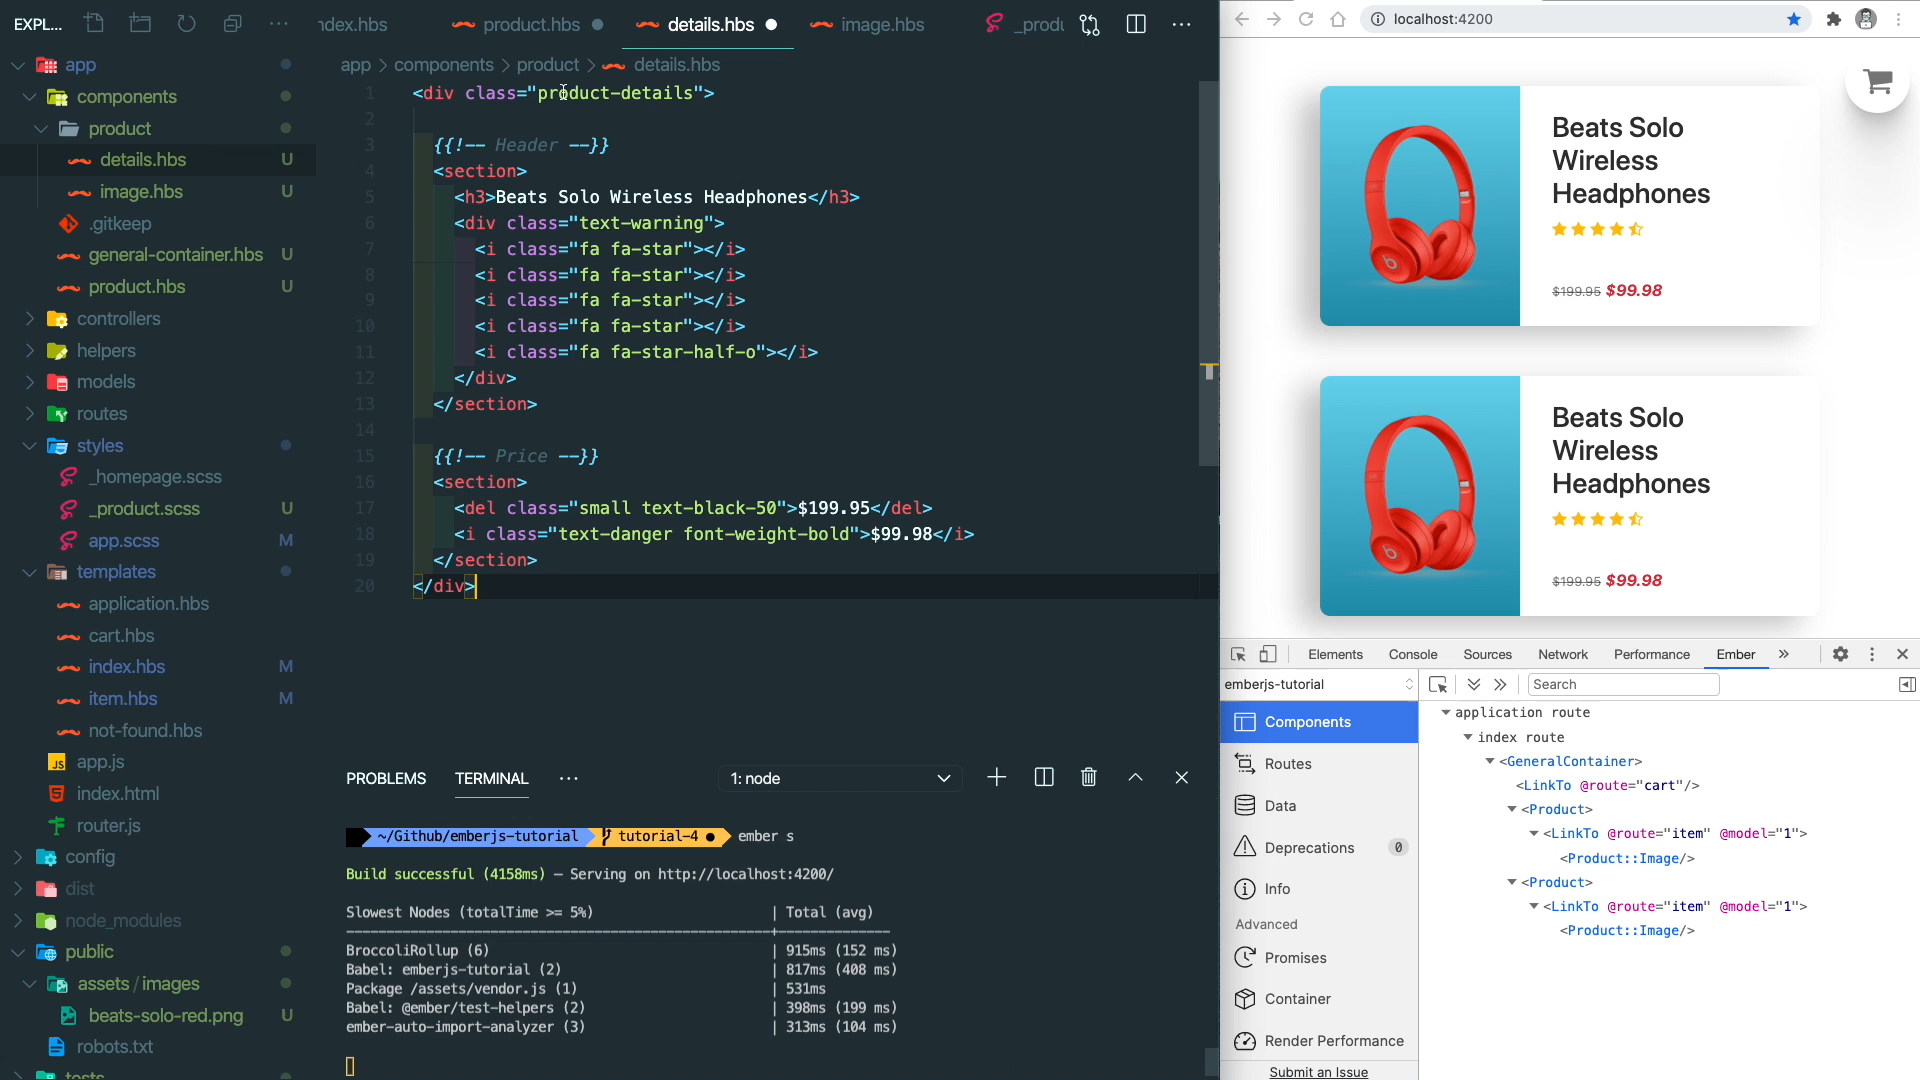 EXPL...
app
components
product
details.hbs U
image.hbs U
.gitkeep
general-container.hbs U
product.hbs U
controllers
helpers
models
routes
styles
_homepage.scss
_product.scss U
app.scss M
templates
application.hbs
cart.hbs
index.hbs M
item.hbs M
not-found.hbs
JS app.js
index.html
router.js
config
dist
node_modules
public
assets/images
beats-solo-red.png U
robots.txt
tests
ndex.hbs product.hbs details.hbs image.hbs _produ
app > components > product > details.hbs
1 <div class="product-details">
2
3 {{!-- Header --}}
4 <section>
5 <h3>Beats Solo Wireless Headphones</h3>
6 <div class="text-warning">
7 <i class="fa fa-star"></i>
8 <i class="fa fa-star"></i>
9 <i class="fa fa-star"></i>
10 <i class="fa fa-star"></i>
11 <i class="fa fa-star-half-o"></i>
12 </div>
13 </section>
14
15 {{!-- Price --}}
16 <section>
17 <del class="small text-black-50">$199.95</del>
18 <i class="text-danger font-weight-bold">$99.98</i>
19 </section>
20 </div>
PROBLEMS TERMINAL ... 1: node
~/Github/emberjs-tutorial tutorial-4 ● ember s
Build successful (4158ms) – Serving on http://localhost:4200/
Slowest Nodes (totalTime >= 5%) | Total (avg)
BroccoliRollup (6) | 915ms (152 ms)
Babel: emberjs-tutorial (2) | 817ms (408 ms)
Package /assets/vendor.js (1) | 531ms
Babel: @ember/test-helpers (2) | 398ms (199 ms)
ember-auto-import-analyzer (3) | 313ms (104 ms)
localhost:4200
Beats Solo
Wireless
Headphones
$199.95 $99.98
Beats Solo
Wireless
Headphones
$199.95 $99.98
Elements Console Sources Network Performance Ember »
emberjs-tutorial
Search
Components
Routes
Data
Deprecations 0
Info
Advanced
Promises
Container
Render Performance
Submit an Issue
application route
index route
<GeneralContainer>
<LinkTo @route="cart"/>
<Product>
<LinkTo @route="item" @model="1">
<Product::Image/>
<Product>
<LinkTo @route="item" @model="1">
<Product::Image/>